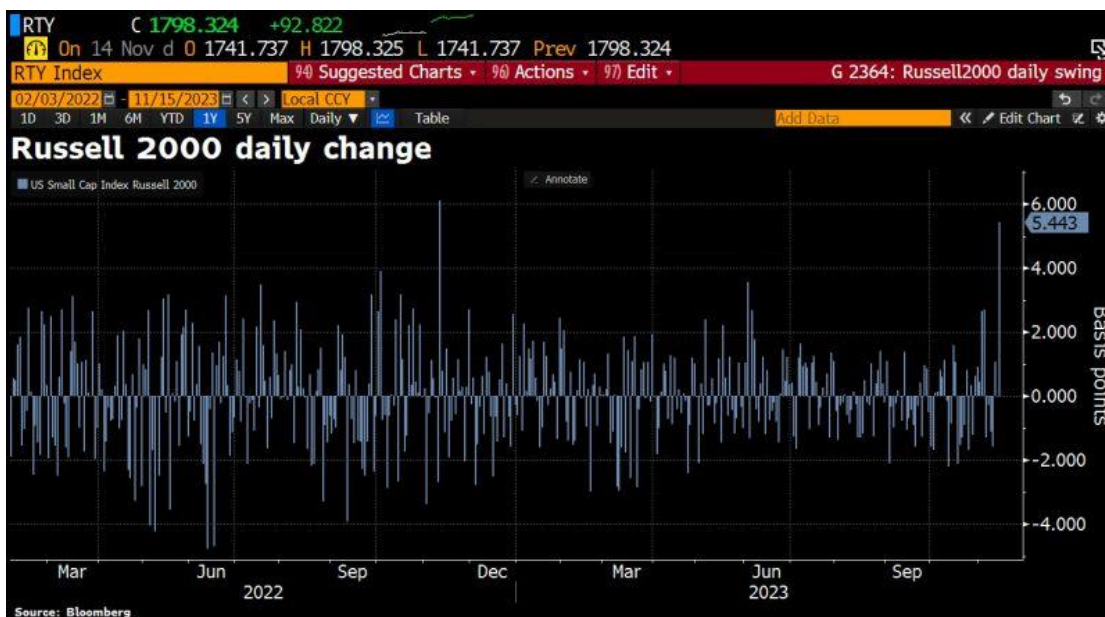 RTY C 1798.324 +92.822
On 14 Nov d O 1741.737 H 1798.325 L 1741.737 Prev 1798.324
RTY Index 94) Suggested Charts 96) Actions 97) Edit G 2364: Russell2000 daily swing
02/03/2022 - 11/15/2023 Local CCY
1D 3D 1M 6M YTD 1Y 5Y Max Daily ▼ Table Add Data « Edit Chart
Russell 2000 daily change
US Small Cap Index Russell 2000 Annotate
6.000
5.443
4.000
2.000
0.000
-2.000
-4.000
Basis points
Mar Jun Sep Dec Mar Jun Sep
2022 2023
Source: Bloomberg